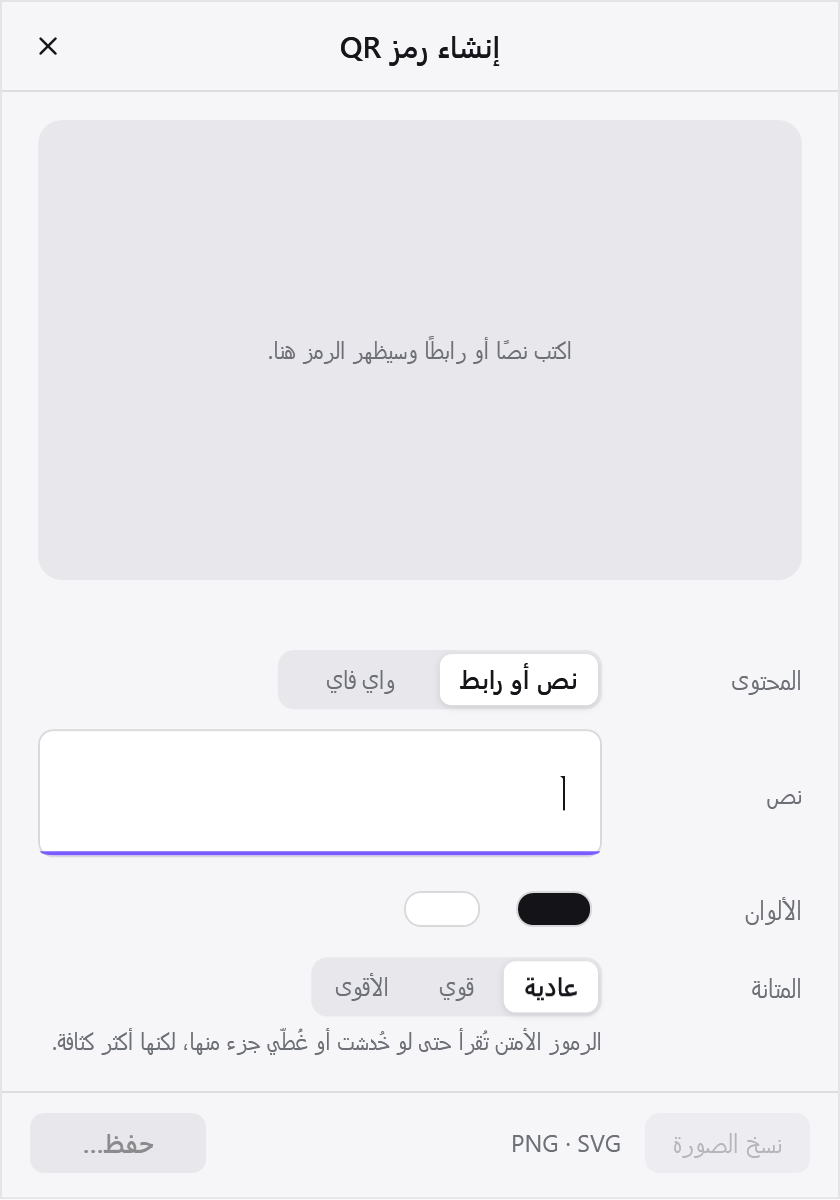 إنشاء رمز QR
اكتب نصًا أو رابطًا وسيظهر الرمز هنا.
المحتوى
نص أو رابط
واي فاي
نص
الألوان
المتانة
عادية
قوي
الأقوى
الرموز الأمتن تُقرأ حتى لو خُدشت أو غُطّي جزء منها، لكنها أكثر كثافة.
نسخ الصورة
PNG · SVG
حفظ...